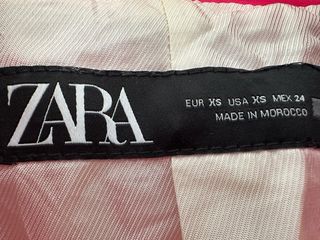 ZARA
EUR XS USA XS MEX 24
MADE IN MOROCCO